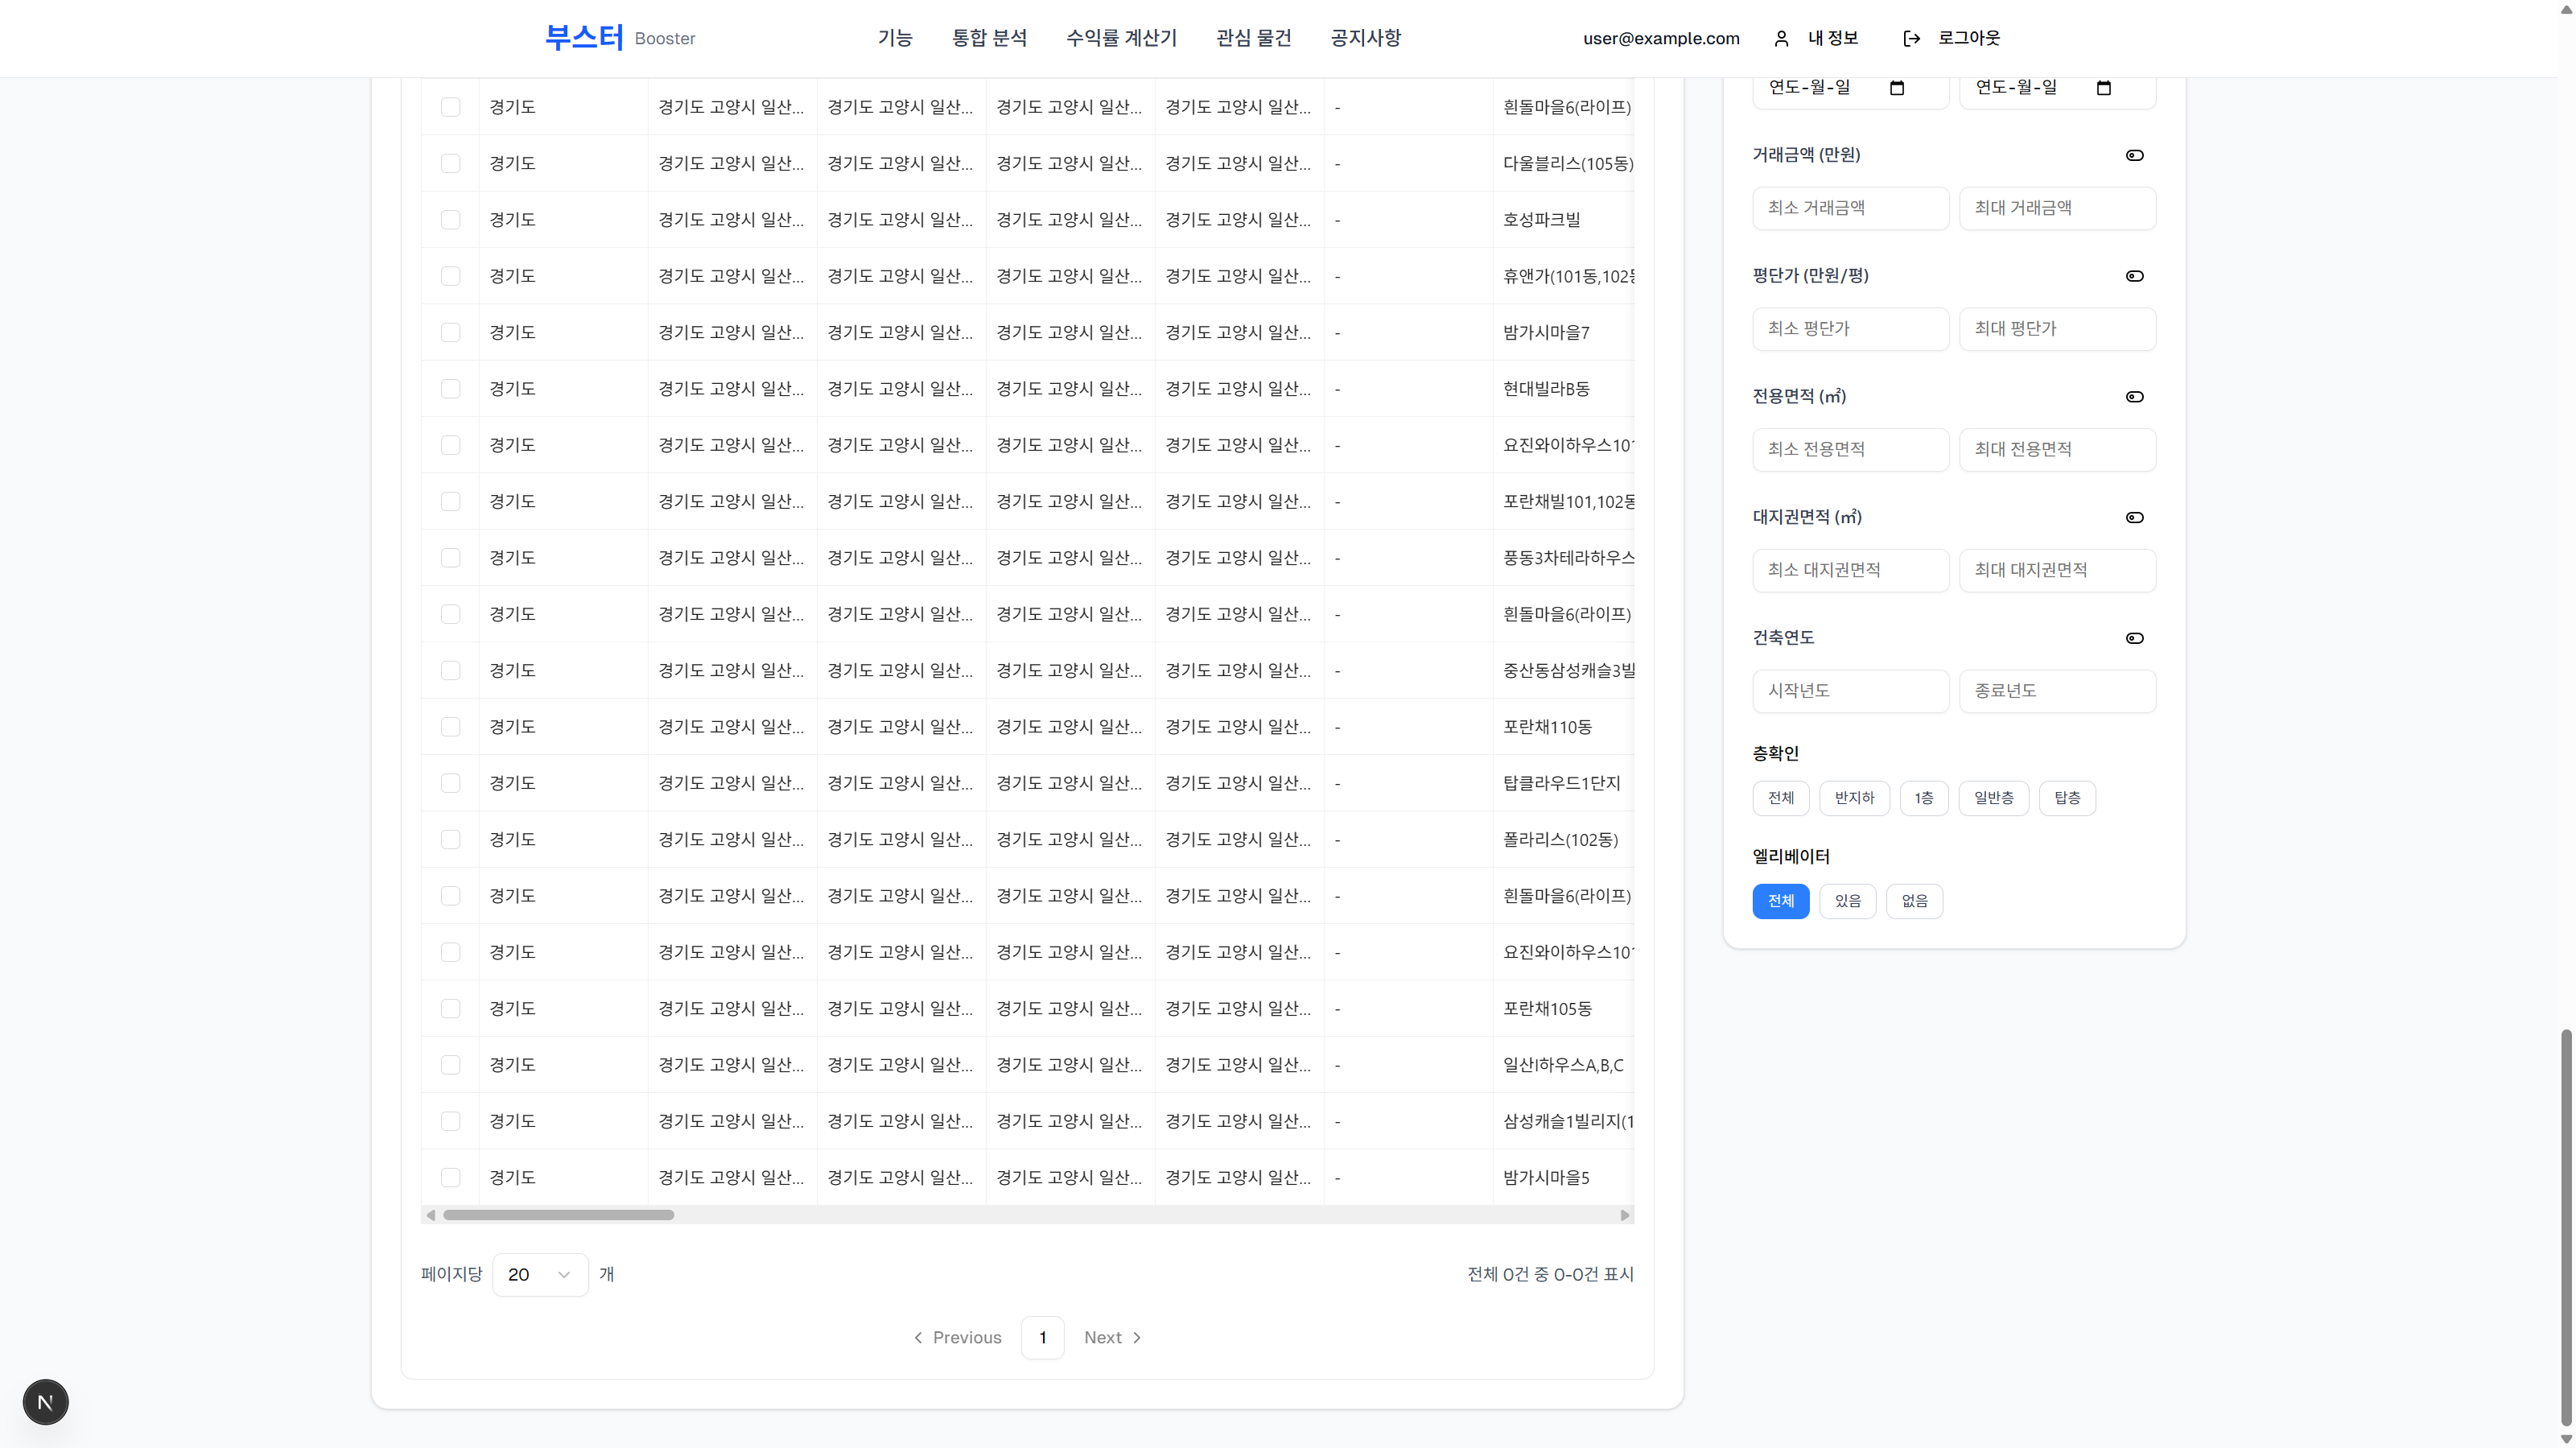 부스터 Booster 기능 통합 분석 수익률 계산기 관심 물건 공지사항 user@example.com 내 정보 로그아웃
경기도 경기도 고양시 일산... 경기도 고양시 일산... 경기도 고양시 일산... 경기도 고양시 일산... - 흰돌마을6(라이프)
경기도 경기도 고양시 일산... 경기도 고양시 일산... 경기도 고양시 일산... 경기도 고양시 일산... - 다울블리스(105동)
경기도 경기도 고양시 일산... 경기도 고양시 일산... 경기도 고양시 일산... 경기도 고양시 일산... - 호성파크빌
경기도 경기도 고양시 일산... 경기도 고양시 일산... 경기도 고양시 일산... 경기도 고양시 일산... - 휴앤가(101동,102동
경기도 경기도 고양시 일산... 경기도 고양시 일산... 경기도 고양시 일산... 경기도 고양시 일산... - 밤가시마을7
경기도 경기도 고양시 일산... 경기도 고양시 일산... 경기도 고양시 일산... 경기도 고양시 일산... - 현대빌라B동
경기도 경기도 고양시 일산... 경기도 고양시 일산... 경기도 고양시 일산... 경기도 고양시 일산... - 요진와이하우스101
경기도 경기도 고양시 일산... 경기도 고양시 일산... 경기도 고양시 일산... 경기도 고양시 일산... - 포란채빌101,102동
경기도 경기도 고양시 일산... 경기도 고양시 일산... 경기도 고양시 일산... 경기도 고양시 일산... - 풍동3차테라하우스
경기도 경기도 고양시 일산... 경기도 고양시 일산... 경기도 고양시 일산... 경기도 고양시 일산... - 흰돌마을6(라이프)
경기도 경기도 고양시 일산... 경기도 고양시 일산... 경기도 고양시 일산... 경기도 고양시 일산... - 중산동삼성캐슬3빌
경기도 경기도 고양시 일산... 경기도 고양시 일산... 경기도 고양시 일산... 경기도 고양시 일산... - 포란채110동
경기도 경기도 고양시 일산... 경기도 고양시 일산... 경기도 고양시 일산... 경기도 고양시 일산... - 탑클라우드1단지
경기도 경기도 고양시 일산... 경기도 고양시 일산... 경기도 고양시 일산... 경기도 고양시 일산... - 폴라리스(102동)
경기도 경기도 고양시 일산... 경기도 고양시 일산... 경기도 고양시 일산... 경기도 고양시 일산... - 흰돌마을6(라이프)
경기도 경기도 고양시 일산... 경기도 고양시 일산... 경기도 고양시 일산... 경기도 고양시 일산... - 요진와이하우스101
경기도 경기도 고양시 일산... 경기도 고양시 일산... 경기도 고양시 일산... 경기도 고양시 일산... - 포란채105동
경기도 경기도 고양시 일산... 경기도 고양시 일산... 경기도 고양시 일산... 경기도 고양시 일산... - 일산I하우스A,B,C
경기도 경기도 고양시 일산... 경기도 고양시 일산... 경기도 고양시 일산... 경기도 고양시 일산... - 삼성캐슬1빌리지(1
경기도 경기도 고양시 일산... 경기도 고양시 일산... 경기도 고양시 일산... 경기도 고양시 일산... - 밤가시마을5
페이지당 20 개 전체 0건 중 0-0건 표시
Previous 1 Next
연도-월-일 연도-월-일
거래금액 (만원)
최소 거래금액 최대 거래금액
평단가 (만원/평)
최소 평단가 최대 평단가
전용면적 (㎡)
최소 전용면적 최대 전용면적
대지권면적 (㎡)
최소 대지권면적 최대 대지권면적
건축연도
시작년도 종료년도
층확인
전체 반지하 1층 일반층 탑층
엘리베이터
전체 있음 없음
N